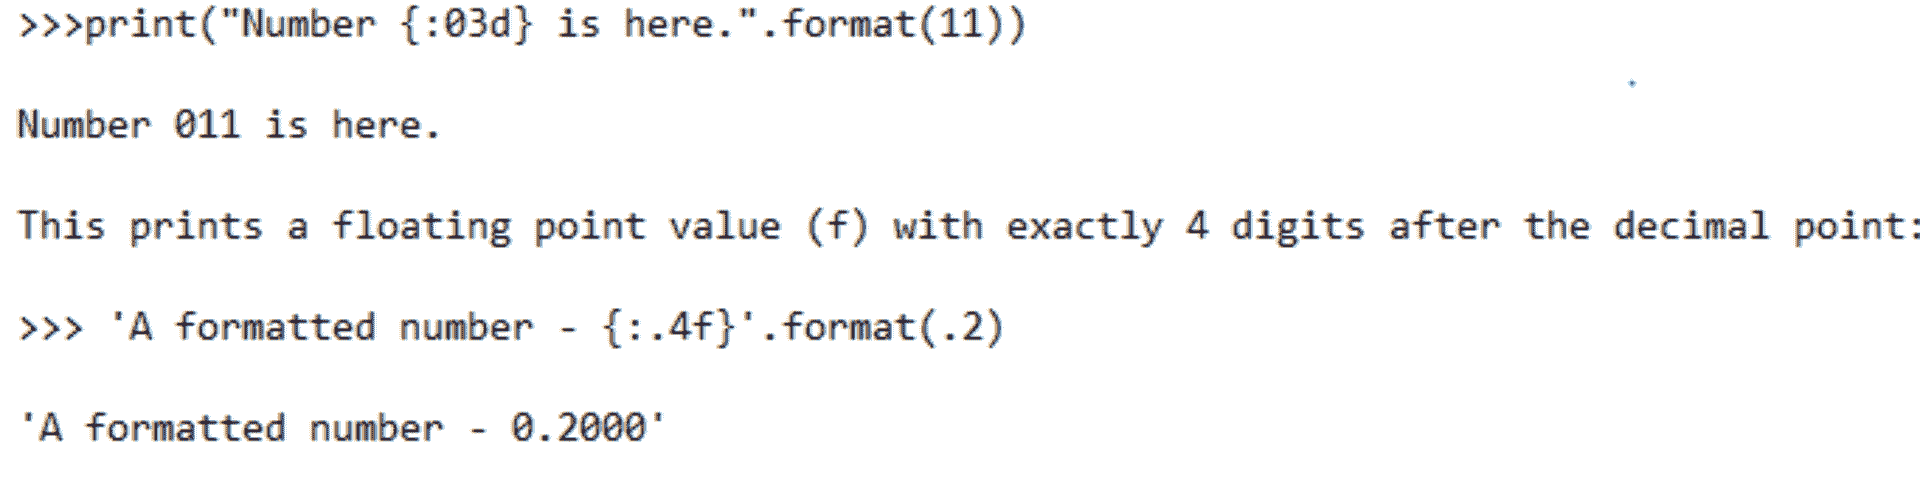 >>>print("Number {:03d} is here.".format(11))
Number 011 is here.
This prints a floating point value (f) with exactly 4 digits after the decimal point:
>>> 'A formatted number - {:.4f}'.format(.2)
'A formatted number - 0.2000'